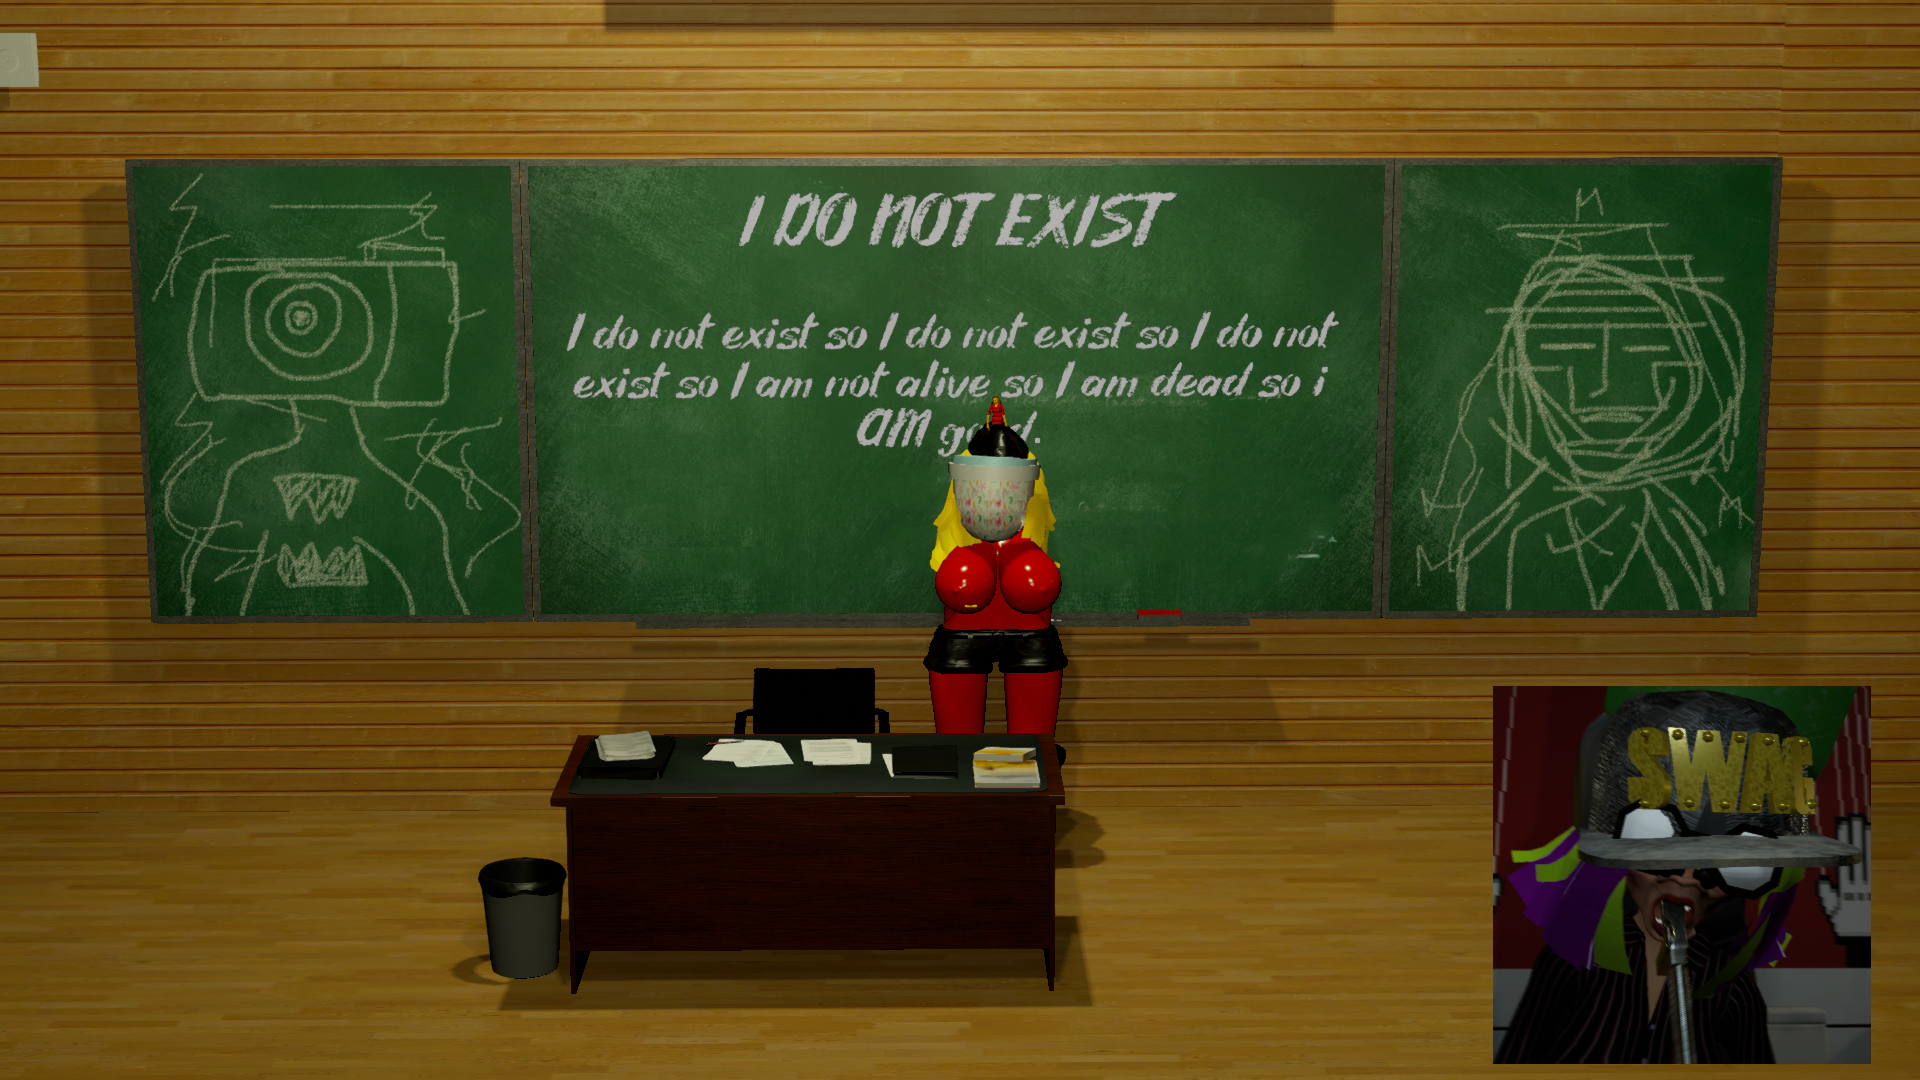 I DO NOT EXIST
I do not exist so I do not exist so I do not
exist so I am not alive so I am dead so i
AM
SWAG